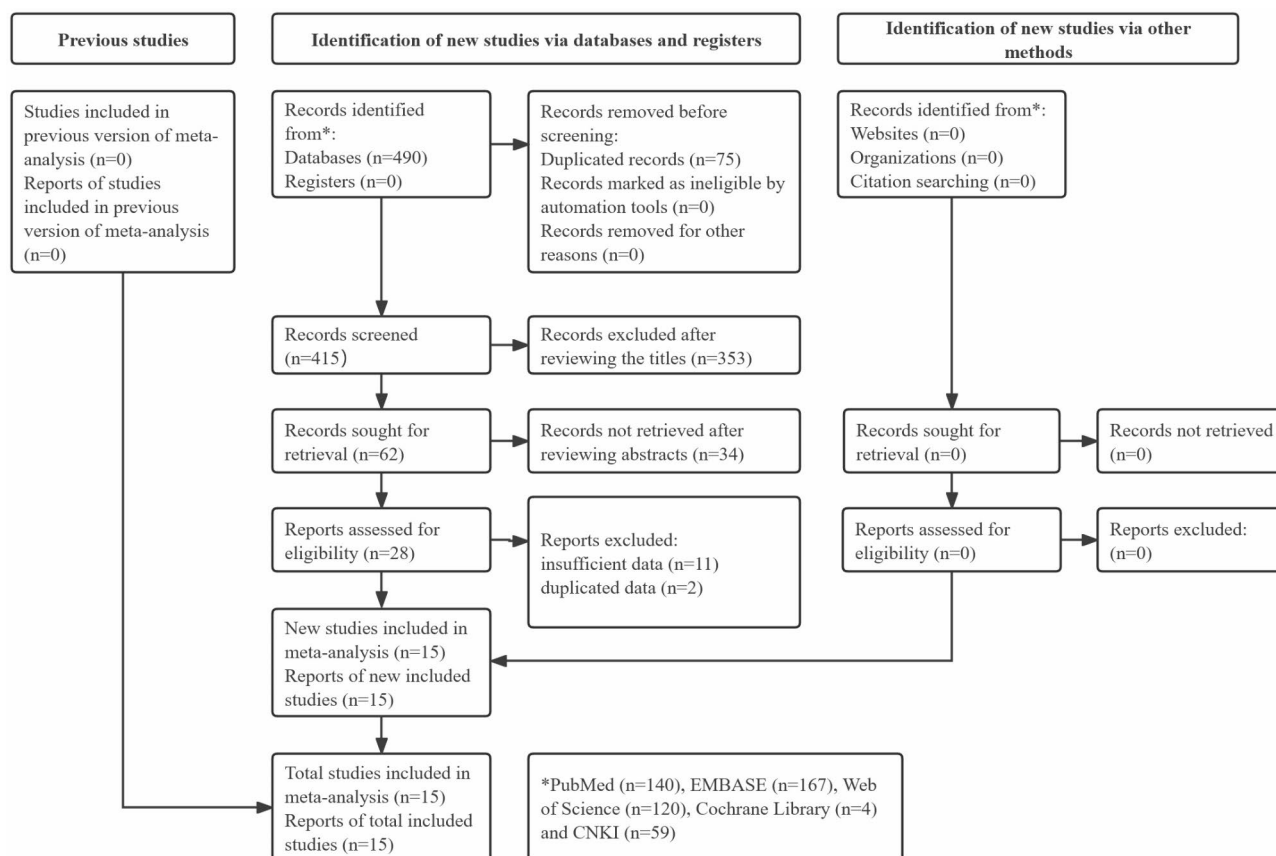 Previous studies
Identification of new studies via databases and registers
Identification of new studies via other
methods
Studies included in
previous version of meta-
analysis (n=0)
Reports of studies
included in previous
version of meta-analysis
(n=0)
Records identified
from*:
Databases (n=490)
Registers (n=0)
Records removed before
screening:
Duplicated records (n=75)
Records marked as ineligible by
automation tools (n=0)
Records removed for other
reasons (n=0)
Records identified from*:
Websites (n=0)
Organizations (n=0)
Citation searching (n=0)
Records screened
(n=415)
Records excluded after
reviewing the titles (n=353)
Records sought for
retrieval (n=62)
Records not retrieved after
reviewing abstracts (n=34)
Records sought for
retrieval (n=0)
Records not retrieved
(n=0)
Reports assessed for
eligibility (n=28)
Reports excluded:
insufficient data (n=11)
duplicated data (n=2)
Reports assessed for
eligibility (n=0)
Reports excluded:
(n=0)
New studies included in
meta-analysis (n=15)
Reports of new included
studies (n=15)
Total studies included in
meta-analysis (n=15)
Reports of total included
studies (n=15)
*PubMed (n=140), EMBASE (n=167), Web
of Science (n=120), Cochrane Library (n=4)
and CNKI (n=59)